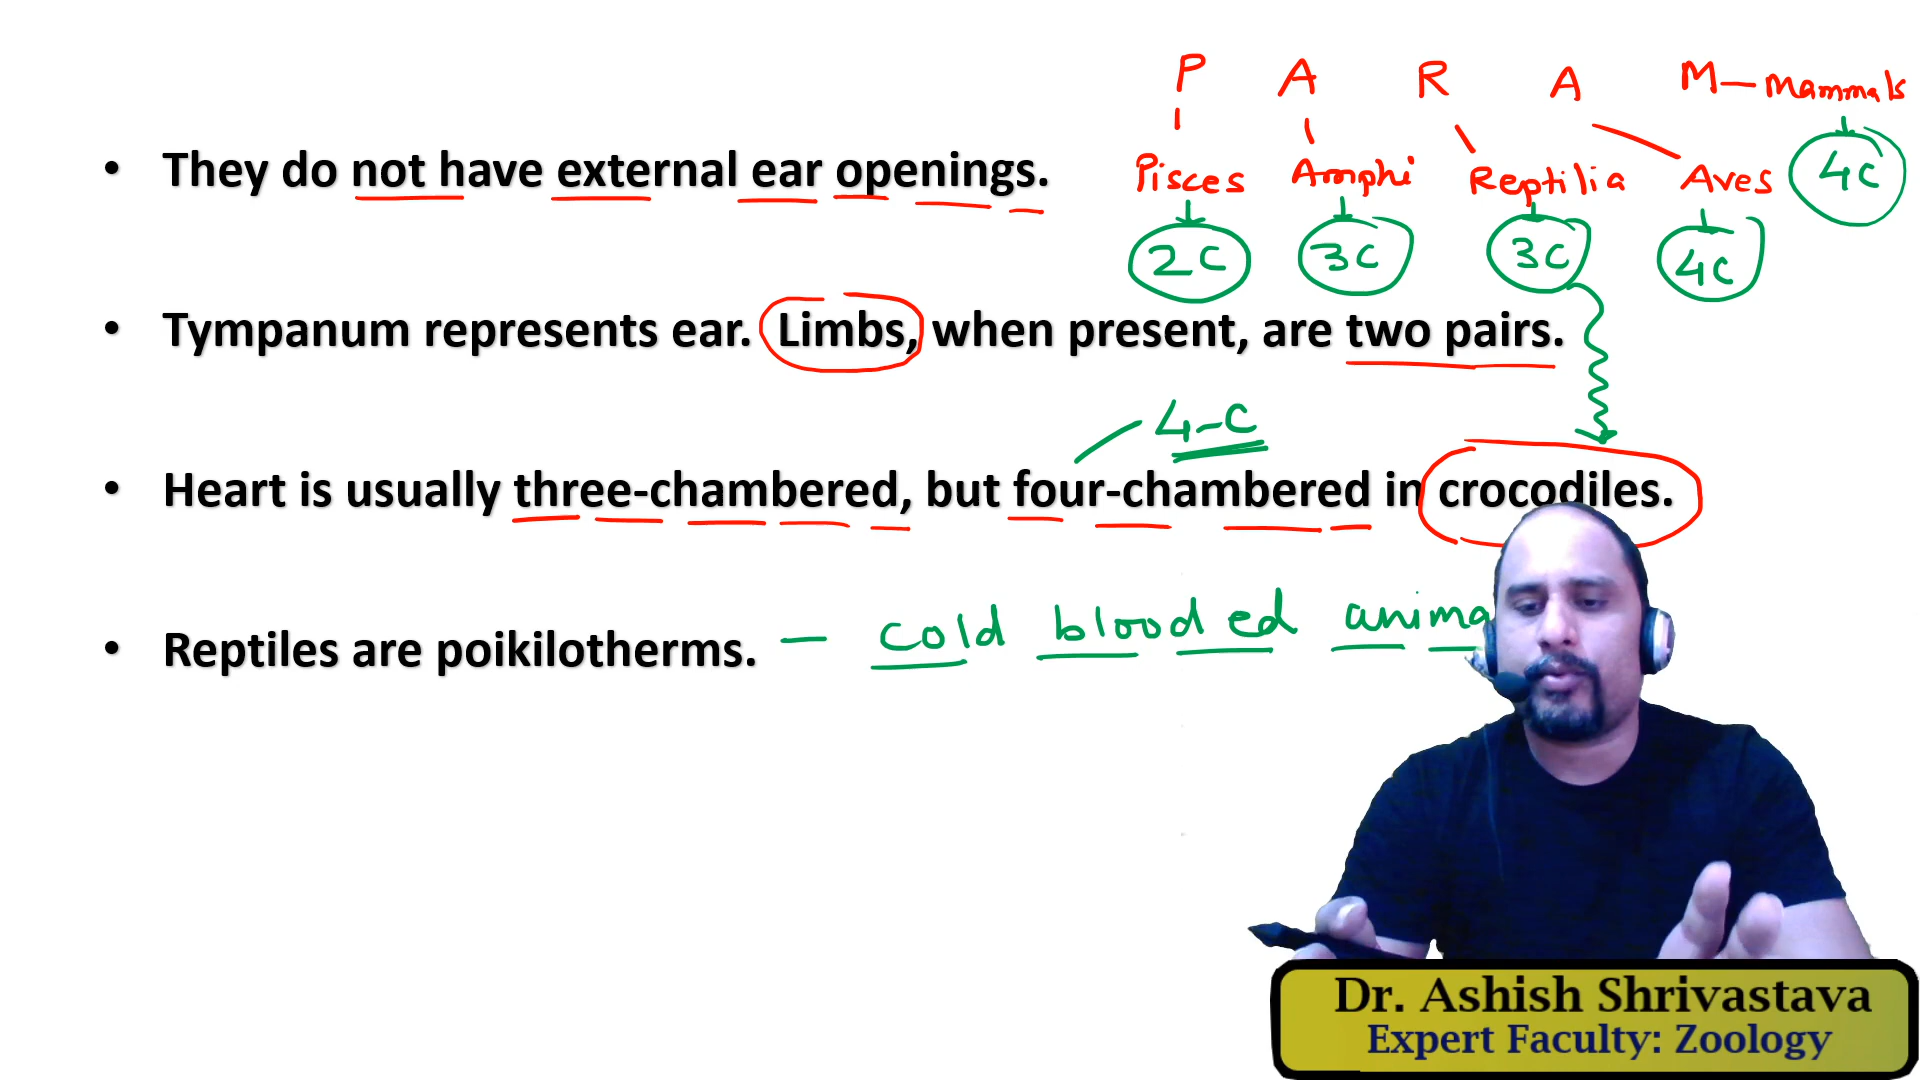 P A R A M — Mammals
Pisces Amphi Reptilia Aves 4C
2C 3C 3C 4C
• They do not have external ear openings.
• Tympanum represents ear. Limbs, when present, are two pairs.
4-C
• Heart is usually three-chambered, but four-chambered in crocodiles.
• Reptiles are poikilotherms. — cold blooded anima
Dr. Ashish Shrivastava
Expert Faculty: Zoology